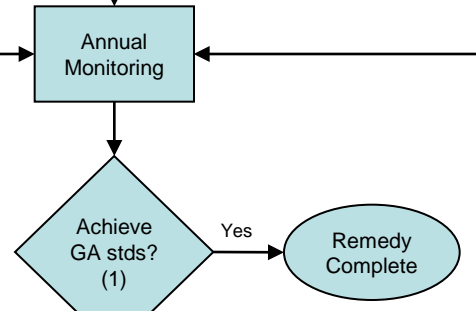 Annual
Monitoring
Achieve
GA stds?
(1)
Yes
Remedy
Complete